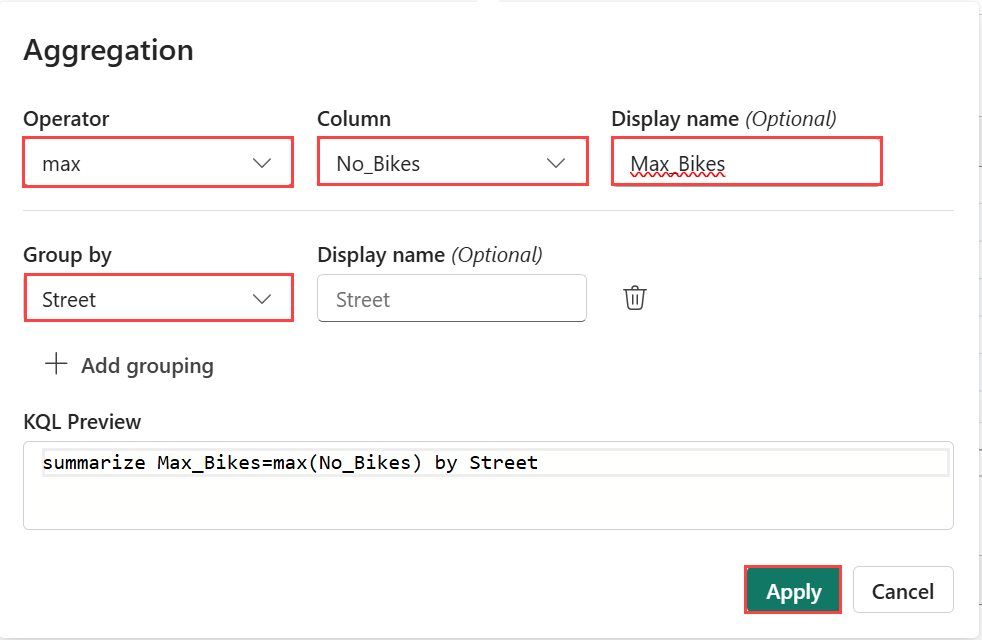 Aggregation
Operator
Column
Display name (Optional)
max
No_Bikes
Max_Bikes
Group by
Display name (Optional)
Street
Street
Add grouping
KQL Preview
summarize Max_Bikes=max(No_Bikes) by Street
Apply
Cancel